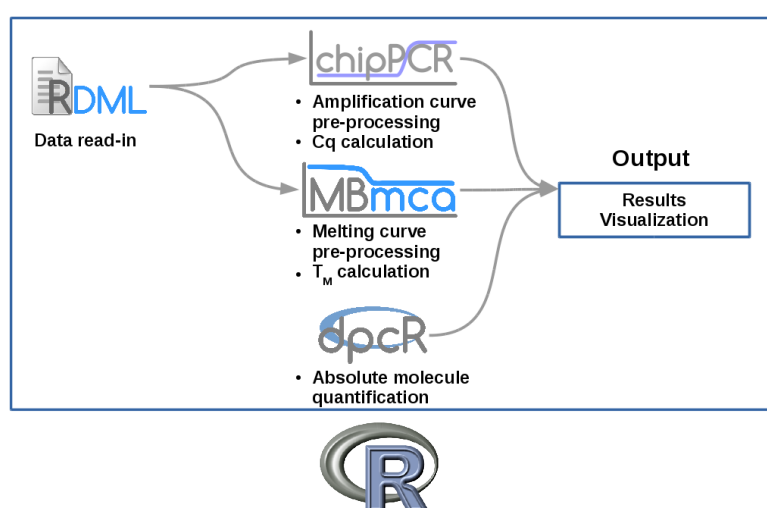 RDML
Data read-in
chipPCR
• Amplification curve
pre-processing
• Cq calculation
MBmca
• Melting curve
pre-processing
• TM calculation
dpcR
• Absolute molecule
quantification
Output
Results
Visualization
R